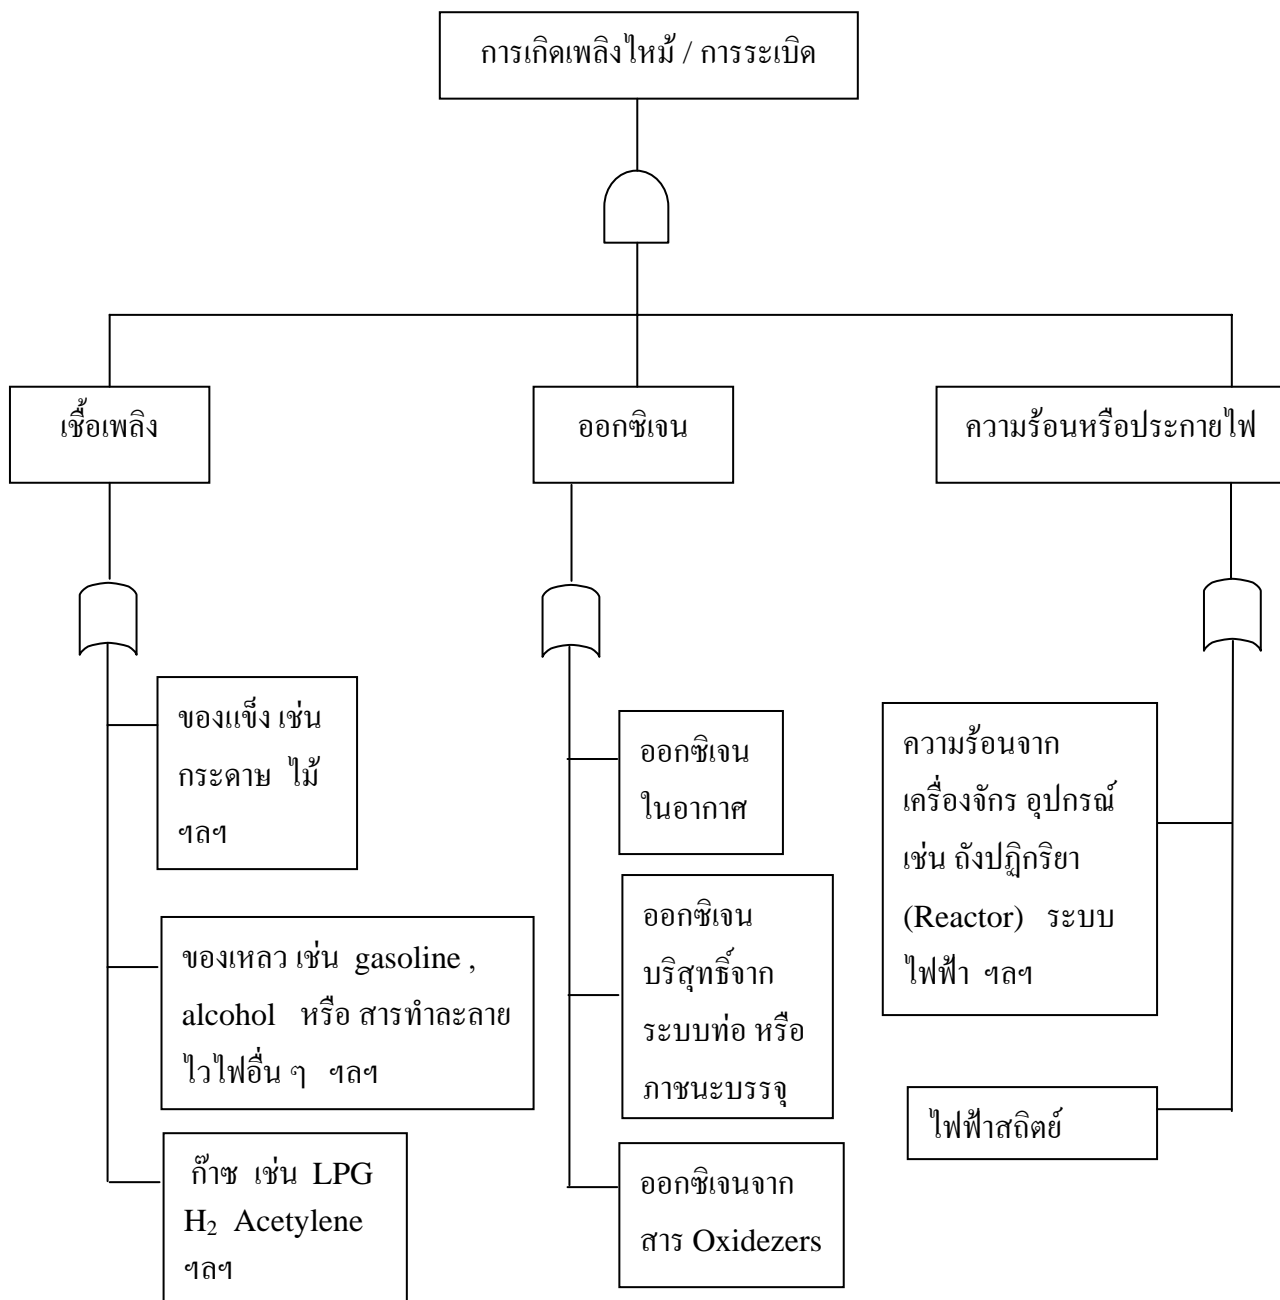 การเกิดเพลิงไหม้ / การระเบิด
เชื้อเพลิง
ออกซิเจน
ความร้อนหรือประกายไฟ
ของแข็ง เช่น
กระดาษ ไม้
ฯลฯ
ของเหลว เช่น gasoline ,
alcohol หรือ สารทำละลาย
ไวไฟอื่น ๆ ฯลฯ
ก๊าซ เช่น LPG
H₂ Acetylene
ฯลฯ
ออกซิเจน
ในอากาศ
ออกซิเจน
บริสุทธิ์จาก
ระบบท่อ หรือ
ภาชนะบรรจุ
ออกซิเจนจาก
สาร Oxidezers
ความร้อนจาก
เครื่องจักร อุปกรณ์
เช่น ถังปฏิกริยา
(Reactor) ระบบ
ไฟฟ้า ฯลฯ
ไฟฟ้าสถิตย์